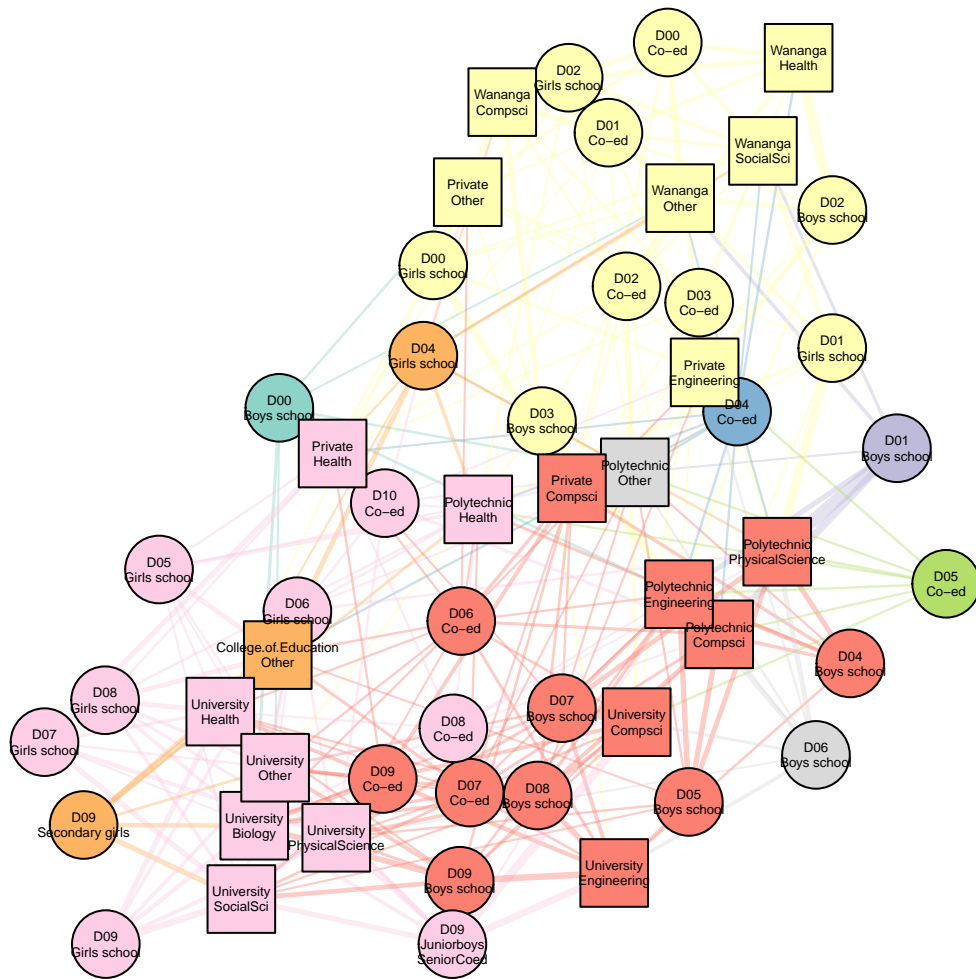 D00
Co−ed
Wananga
Health
D02
Girls school
Wananga
Compsci
D01
Co−ed
Wananga
SocialSci
Private
Other
Wananga
Other
D02
Boys school
D00
Girls school
D02
Co−ed
D03
Co−ed
D01
Girls school
D04
Girls school
Private
Engineering
D00
Boys school
D04
Co−ed
D03
Boys school
Private
Health
D01
Boys school
Polytechnic
Other
Private
Compsci
D10
Co−ed
Polytechnic
Health
Polytechnic
PhysicalScience
D05
Girls school
D05
Co−ed
Polytechnic
Engineering
D06
Girls school
D06
Co−ed
Polytechnic
Compsci
College.of.Education
Other
D04
Boys school
D08
Girls school
University
Health
D07
Boys school
University
Compsci
D08
Co−ed
D07
Girls school
D06
Boys school
University
Other
D09
Co−ed
D07
Co−ed
D08
Boys school
D05
Boys school
D09
Secondary girls
University
Biology
University
PhysicalScience
D09
Boys school
University
Engineering
University
SocialSci
D09
Girls school
D09
Juniorboys
SeniorCoed